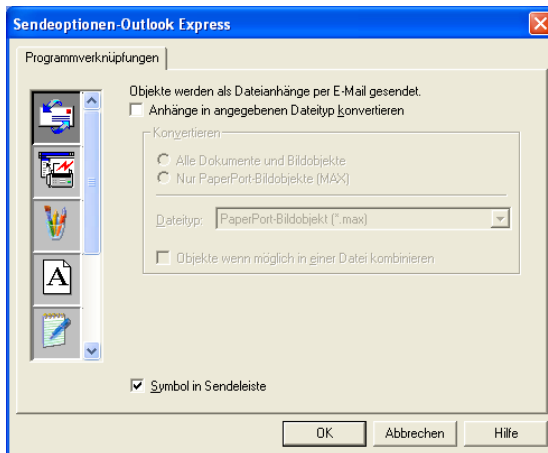 Sendeoptionen-Outlook Express
Programmverknüpfungen
Objekte werden als Dateianhänge per E-Mail gesendet.
Anhänge in angegebenen Dateityp konvertieren
Konvertieren
Alle Dokumente und Bildobjekte
Nur PaperPort-Bildobjekte (MAX)
Dateityp: PaperPort-Bildobjekt (*.max)
Objekte wenn möglich in einer Datei kombinieren
A
Symbol in Sendeleiste
OK Abbrechen Hilfe